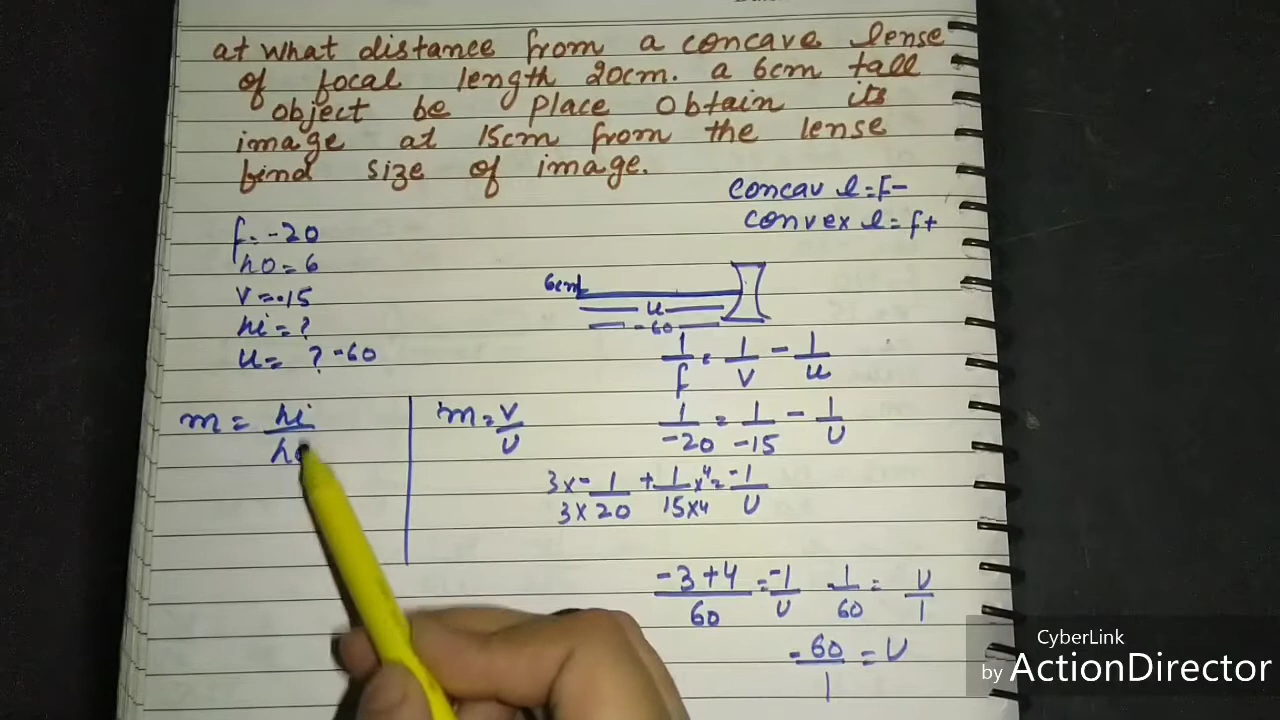 at what distance from a concave lense
of focal length 20cm. a 6cm tall
object be place obtain its
image at 15cm from the lense
find size of image.
concav l=F-
convex l=f+
f=-20
ho=6
v=-15
hi=?
u= ? -60
6cm
u
-60
1/f = 1/v - 1/u
m = hi/ho
m = v/u
1/-20 = 1/-15 - 1/u
3x-1/3x20 + 1x4/15x4 = -1/u
-3+4/60 = -1/u
-1/60 = u/1
-60/1 = u
CyberLink
by ActionDirector